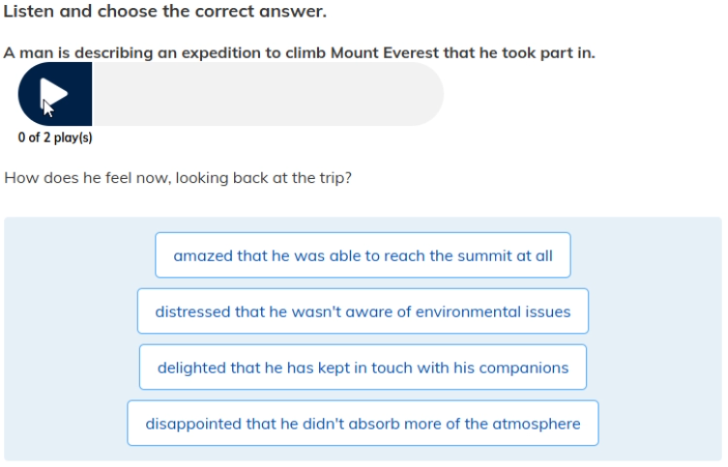 Listen and choose the correct answer.
A man is describing an expedition to climb Mount Everest that he took part in.
0 of 2 play(s)
How does he feel now, looking back at the trip?
amazed that he was able to reach the summit at all
distressed that he wasn't aware of environmental issues
delighted that he has kept in touch with his companions
disappointed that he didn't absorb more of the atmosphere